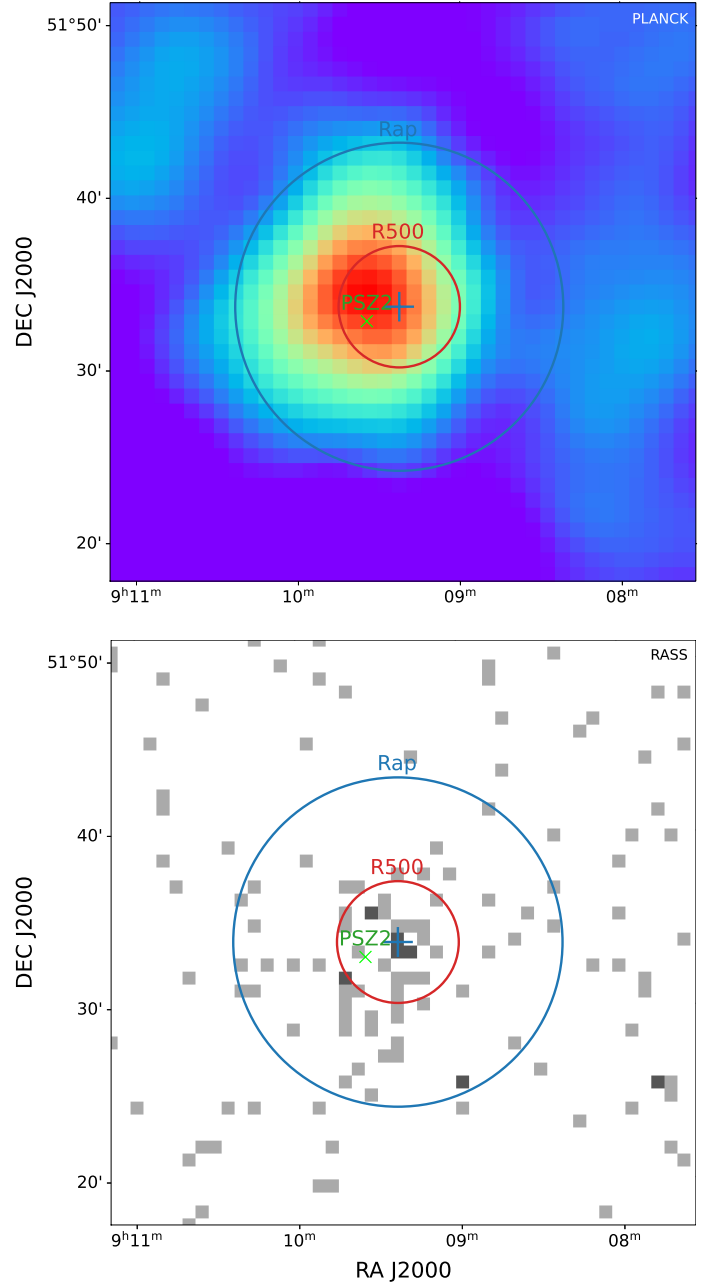 PLANCK
51°50'
40'
30'
20'
DEC J2000
Rap
R500
PSZ2
9ʰ11ᵐ
10ᵐ
09ᵐ
08ᵐ
RASS
51°50'
40'
30'
20'
DEC J2000
Rap
R500
PSZ2
9ʰ11ᵐ
10ᵐ
09ᵐ
08ᵐ
RA J2000